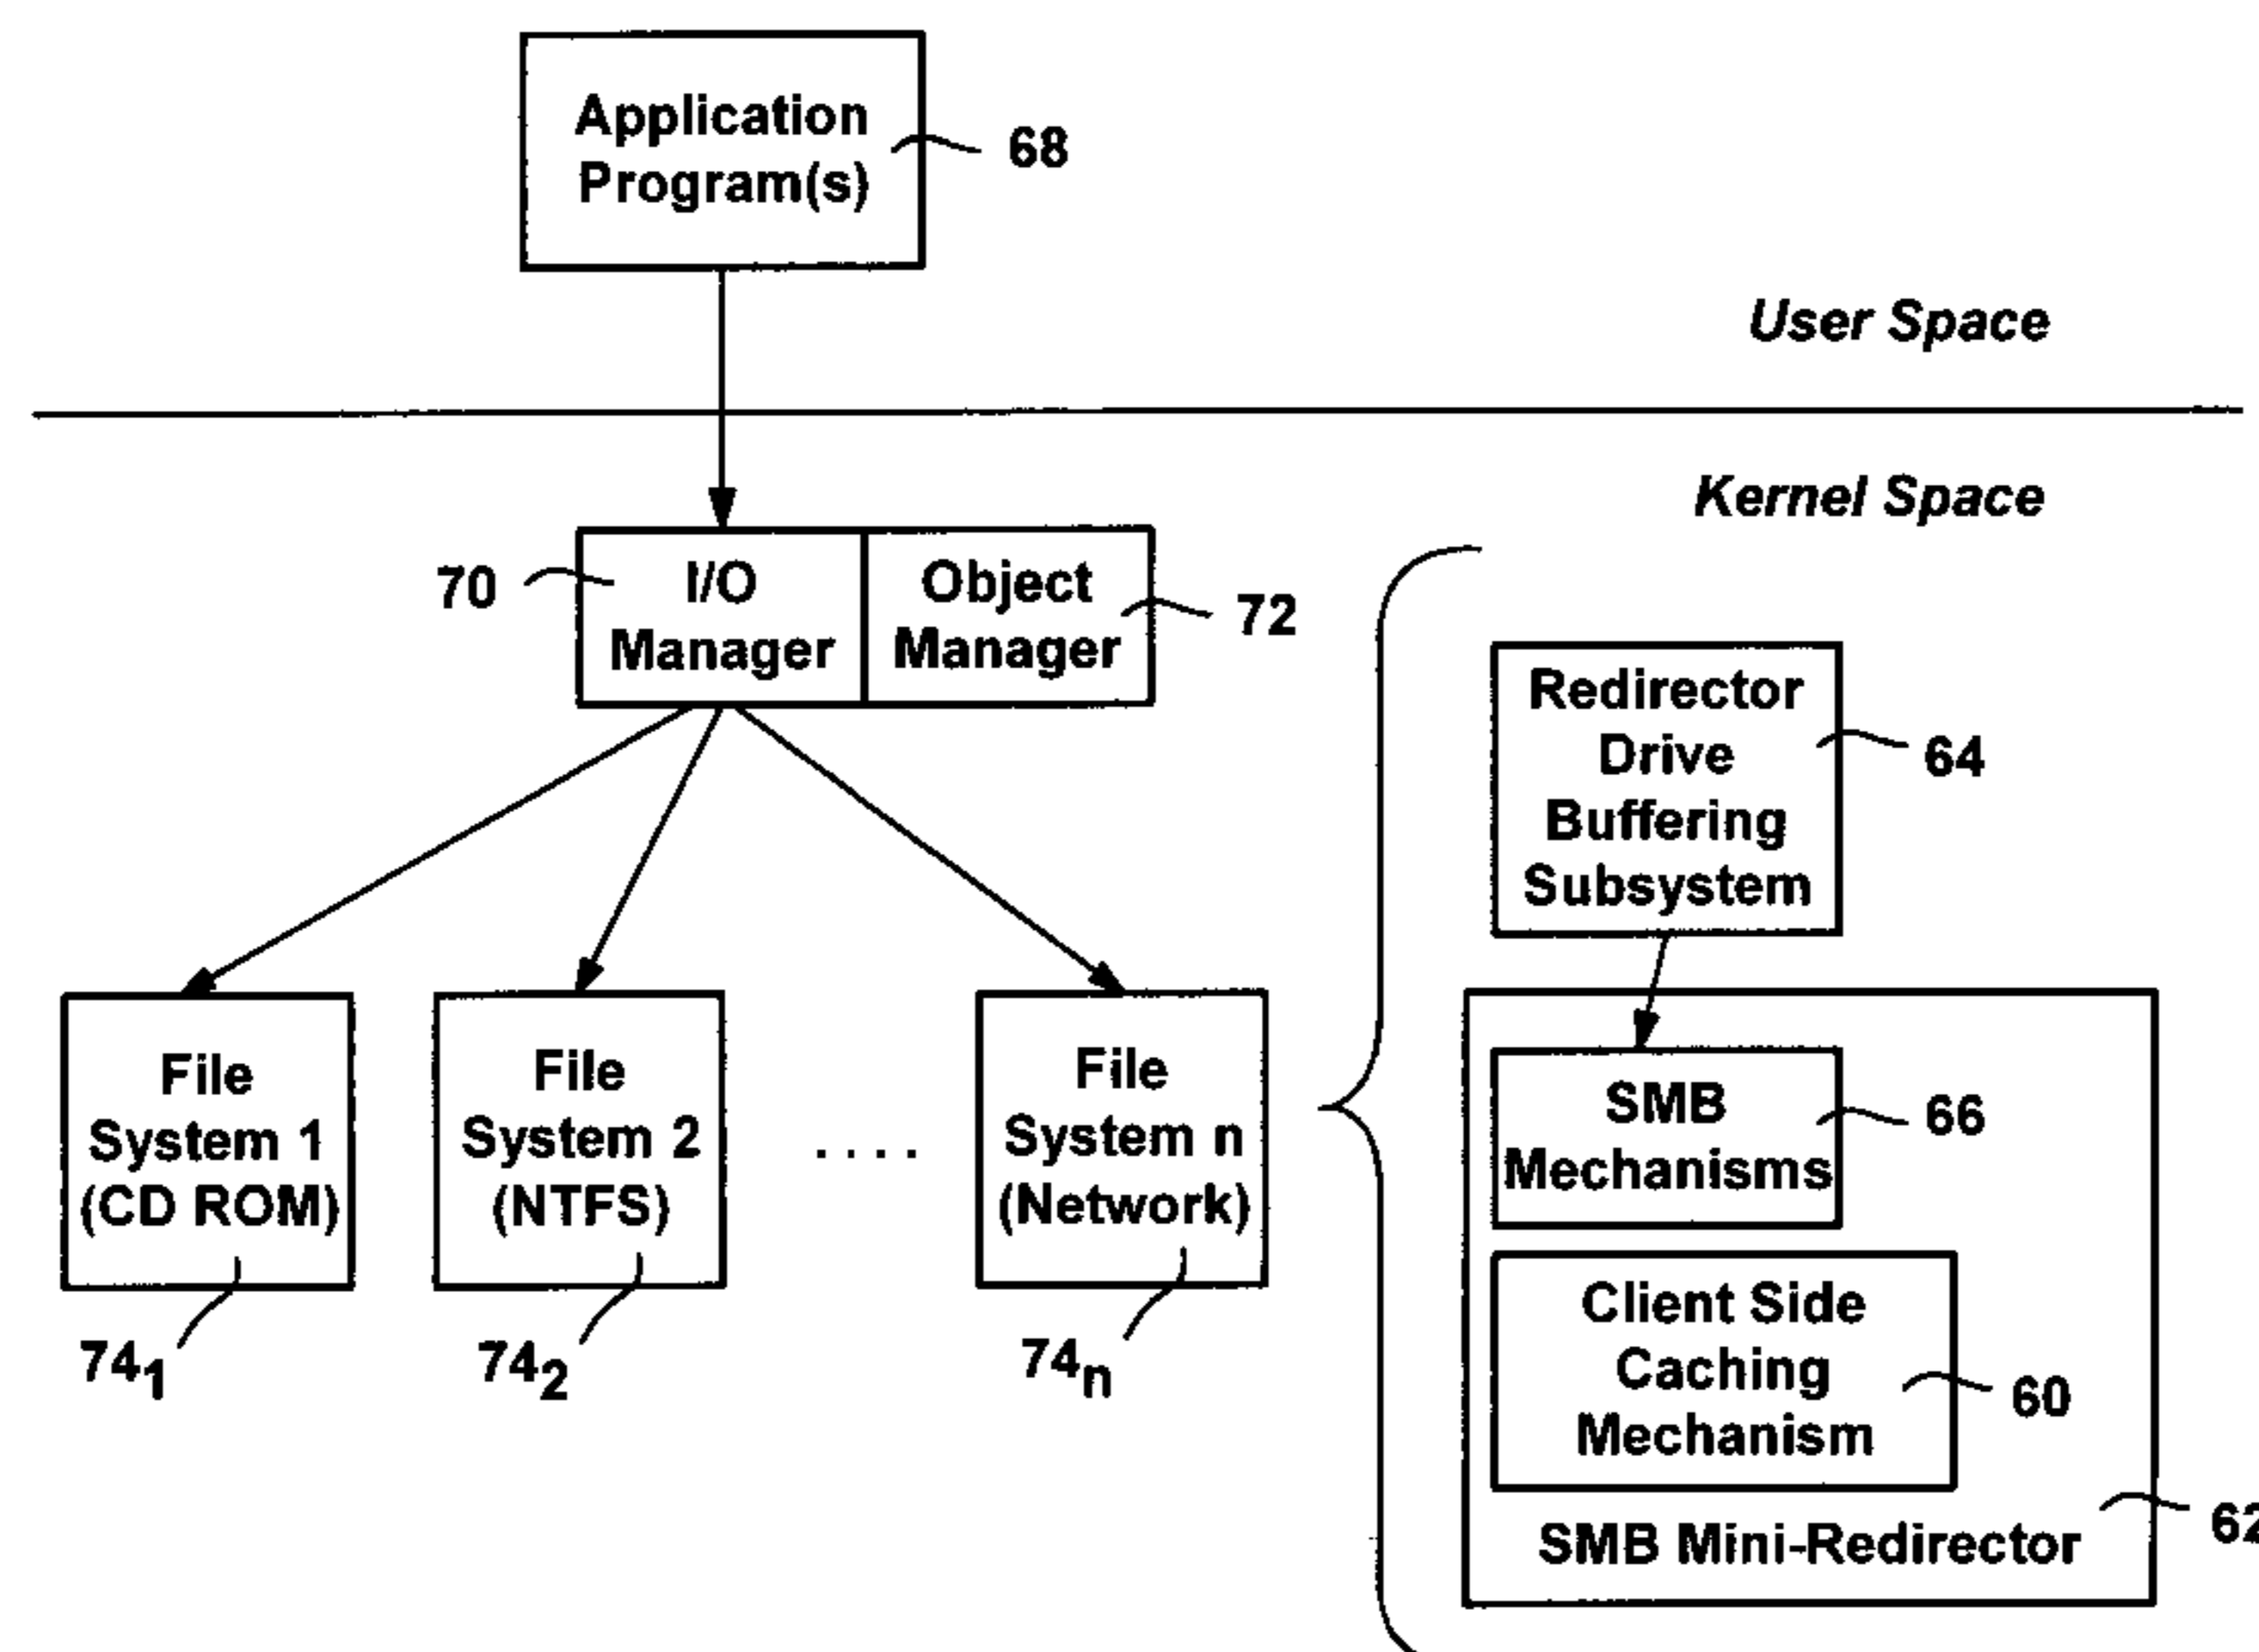 Application
Program(s)
68
User Space
Kernel Space
70
I/O
Manager
Object
Manager
72
Redirector
Drive
Buffering
Subsystem
64
File
System 1
(CD ROM)
74₁
File
System 2
(NTFS)
74₂
....
File
System n
(Network)
74ₙ
SMB
Mechanisms
66
Client Side
Caching
Mechanism
60
SMB Mini-Redirector
62